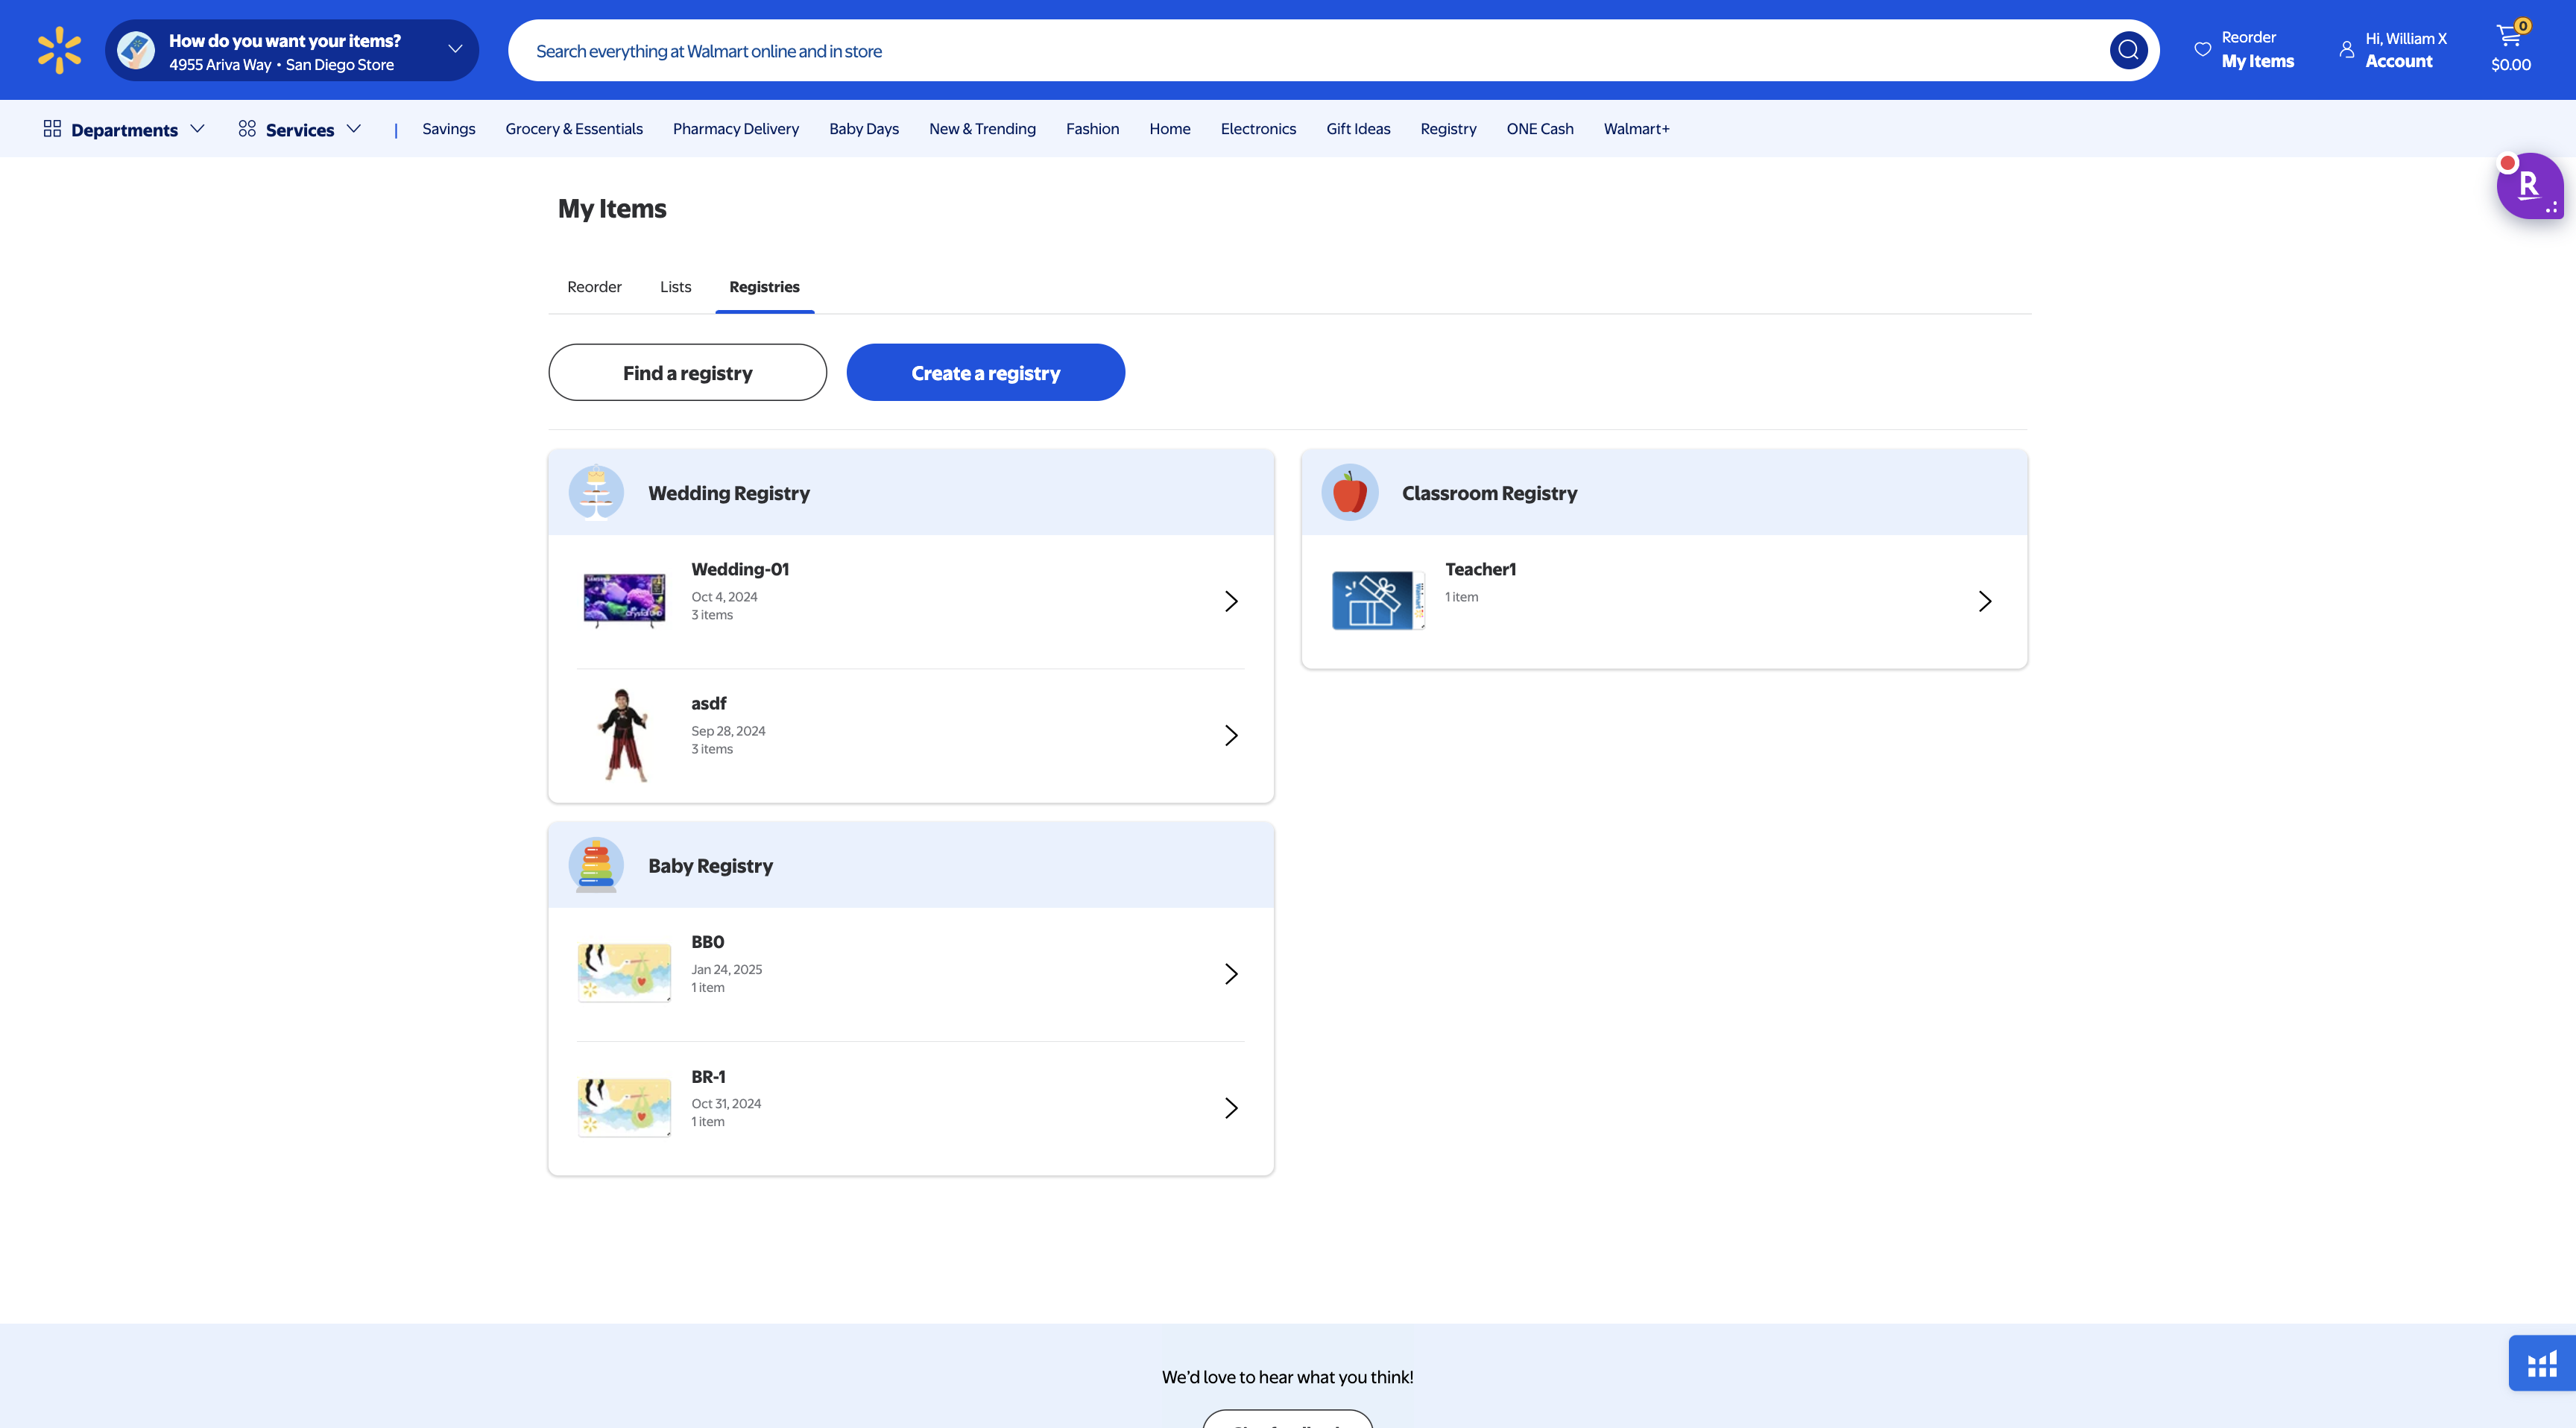 How do you want your items?
4955 Ariva Way • San Diego Store
Search everything at Walmart online and in store
Reorder
My Items
Hi, William X
Account
0
$0.00
Departments
Services
Savings
Grocery & Essentials
Pharmacy Delivery
Baby Days
New & Trending
Fashion
Home
Electronics
Gift Ideas
Registry
ONE Cash
Walmart+
R
My Items
Reorder
Lists
Registries
Find a registry
Create a registry
Wedding Registry
Wedding-01
Oct 4, 2024
3 items
asdf
Sep 28, 2024
3 items
Classroom Registry
Teacher1
1 item
Baby Registry
BB0
Jan 24, 2025
1 item
BR-1
Oct 31, 2024
1 item
We'd love to hear what you think!